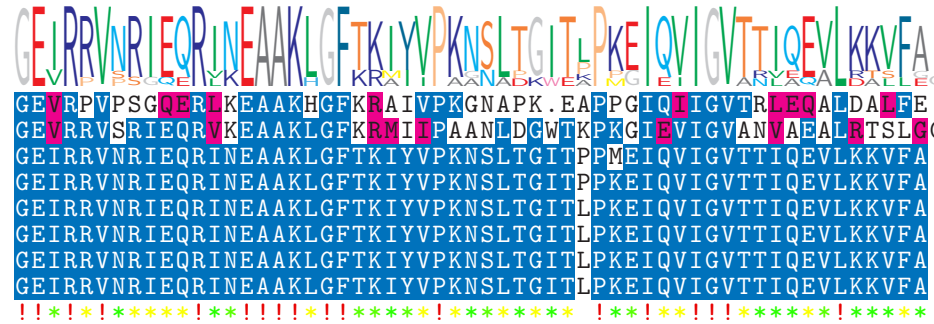 GEIRRVNRIEQRINEAAKLGFTKIYVPKNSLTGITLPKEIQVIGVTTIQEVLKKVFA
GEVRPVPSGQERLKEAAKHGFKRAIVPKGNAPK.EAPPGIQIIGVTRLEQALDALFE
GEVRRVSRIEQRVKEAAKLGFKRMIIPAANLDGWTKPKGIEVIGVANVAEALRTSLG
GEIRRVNRIEQRINEAAKLGFTKIYVPKNSLTGITPPMEIQVIGVTTIQEVLKKVFA
GEIRRVNRIEQRINEAAKLGFTKIYVPKNSLTGITPPKEIQVIGVTTIQEVLKKVFA
GEIRRVNRIEQRINEAAKLGFTKIYVPKNSLTGITLPKEIQVIGVTTIQEVLKKVFA
GEIRRVNRIEQRINEAAKLGFTKIYVPKNSLTGITLPKEIQVIGVTTIQEVLKKVFA
GEIRRVNRIEQRINEAAKLGFTKIYVPKNSLTGITLPKEIQVIGVTTIQEVLKKVFA
GEIRRVNRIEQRINEAAKLGFTKIYVPKNSLTGITLPKEIQVIGVTTIQEVLKKVFA
!!*!*!*****!**!!!!*!!*****!******** !**!**!!!******!*****